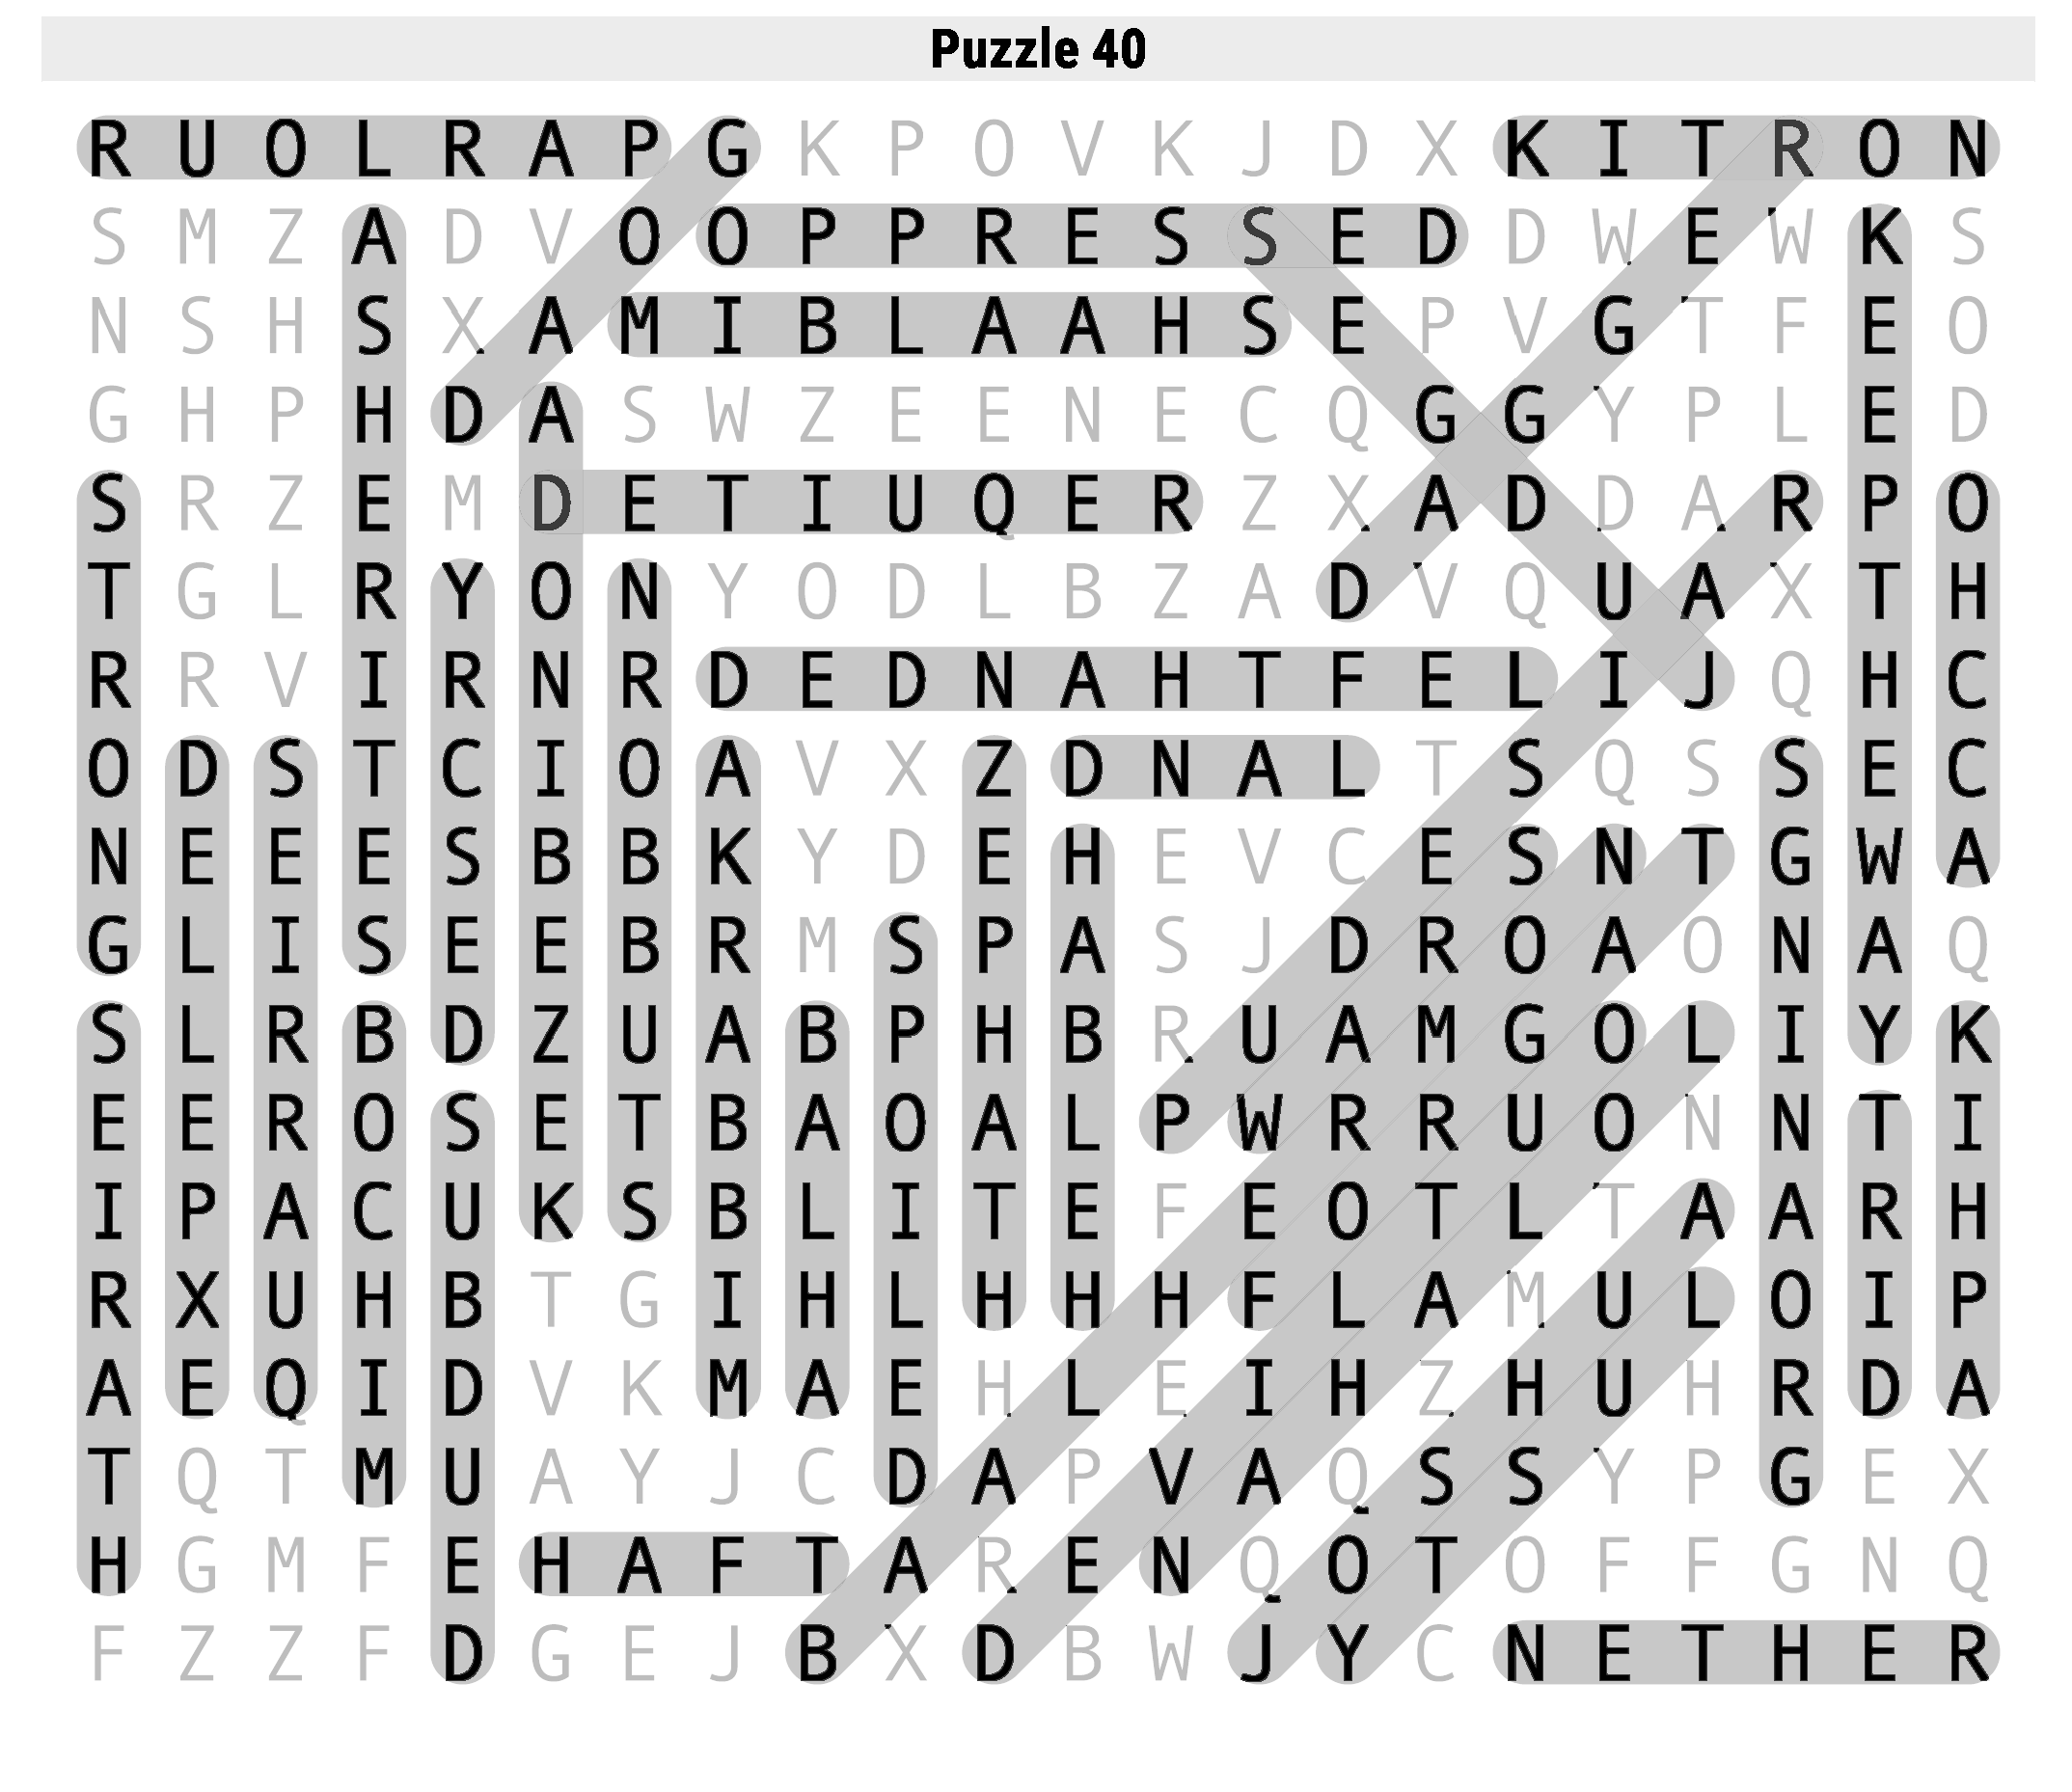 Puzzle 40
R U O L R A P G K P O V K J D X K I T R O N
S M Z A D V O O P P R E S S E D D W E W K S
N S H S X A M I B L A A H S E P V G T F E O
G H P H D A S W Z E E N E C Q G G Y P L E D
S R Z E M D E T I U Q E R Z X A D D A R P O
T G L R Y O N Y O D L B Z A D V Q U A X T H
R R V I R N R D E D N A H T F E L I J Q H C
O D S T C I O A V X Z D N A L T S Q S S E C
N E E E S B B K Y D E H E V C E S N T G W A
G L I S E E B R M S P A S J D R O A O N A Q
S L R B D Z U A B P H B R U A M G O L I Y K
E E R O S E T B A O A L P W R R U O N N T I
I P A C U K S B L I T E F E O T L T A A R H
R X U H B T G I H L H H H F L A M U L O I P
A E Q I D V K M A E H L E I H Z H U H R D A
T Q T M U A Y J C D A P V A Q S S Y P G E X
H G M F E H A F T A R E N Q O T O F F G N Q
F Z Z F D G E J B X D B W J Y C N E T H E R